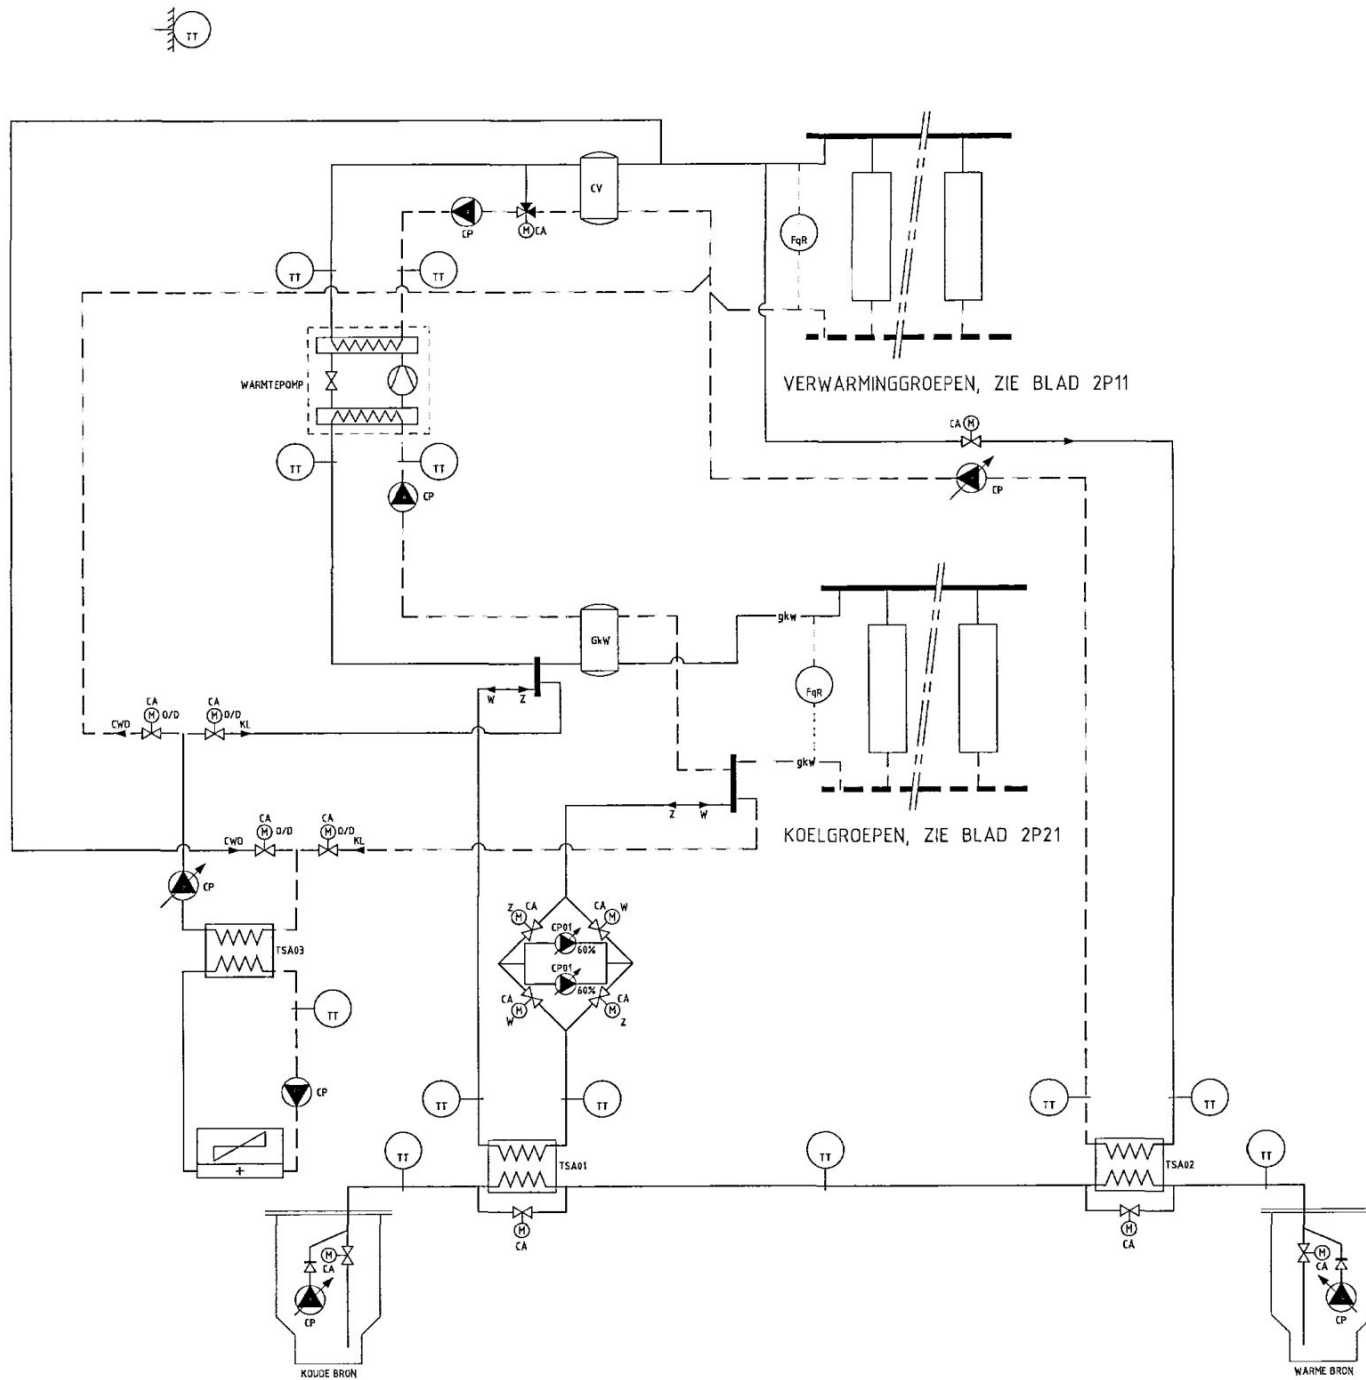 TT
CV
CP
M CA
FqR
TT
TT
WARMTEPOMP
VERWARMINGGROEPEN, ZIE BLAD 2P11
CA M
TT
TT
CP
CP
GKW
gkw
FqR
W Z
CA
M O/D
CA
M O/D
CWD
KL
gkw
Z W
KOELGROEPEN, ZIE BLAD 2P21
CA
M O/D
CA
M O/D
CWD
KL
CP
Z CA
M
CA W
M
CP01
60%
TSA03
CP01
60%
CA
M
W
CA
M
Z
TT
CP
TT
TT
TT
TT
TT
TT
TT
TSA01
TSA02
+
M
CA
M
CA
M
CA
M
CA
CP
CP
KOUDE BRON
WARME BRON